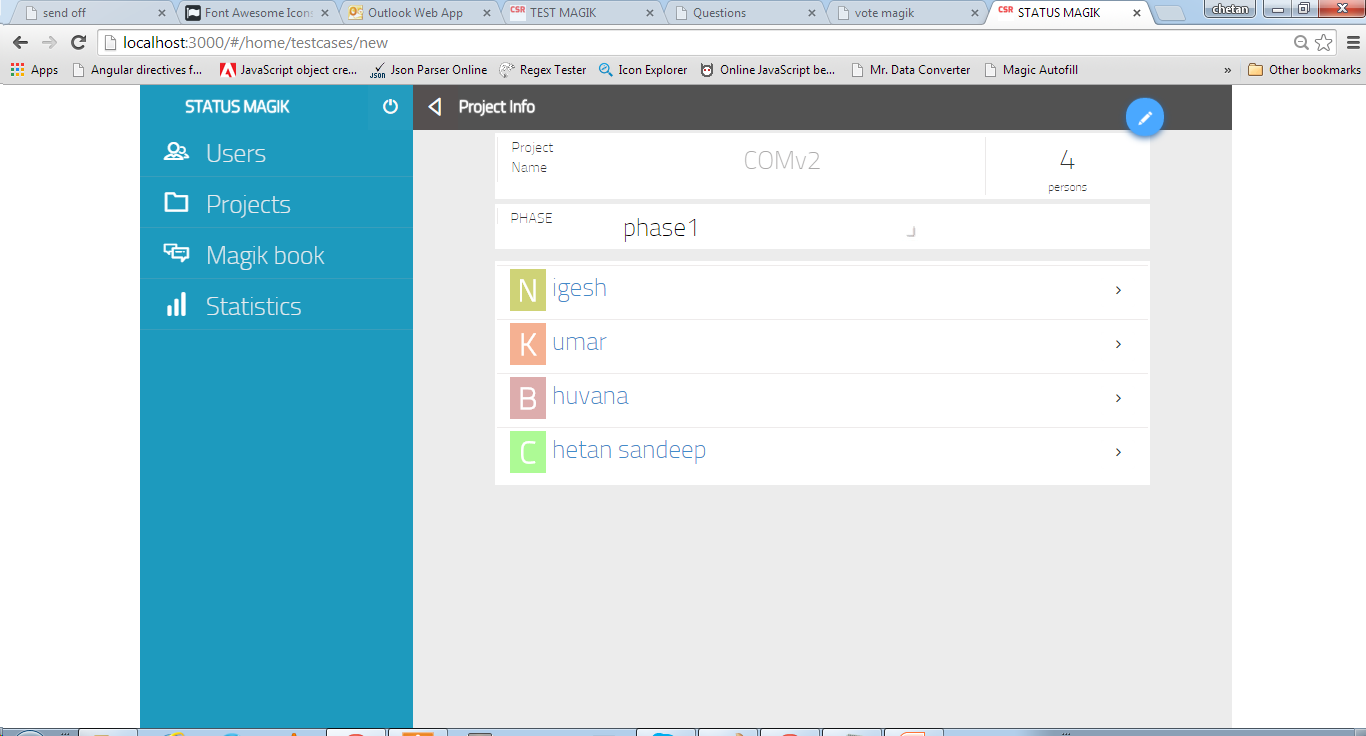 send off
Font Awesome Icons
Outlook Web App
CSR TEST MAGIK
Questions
vote magik
CSR STATUS MAGIK
chetan
localhost:3000/#/home/testcases/new
Apps
Angular directives f...
JavaScript object cre...
JSON Json Parser Online
Regex Tester
Icon Explorer
Online JavaScript be...
Mr. Data Converter
Magic Autofill
»
Other bookmarks
STATUS MAGIK
Project Info
Users
Projects
Magik book
Statistics
Project
Name
COMv2
4
persons
PHASE
phase1
N igesh
K umar
B huvana
C hetan sandeep